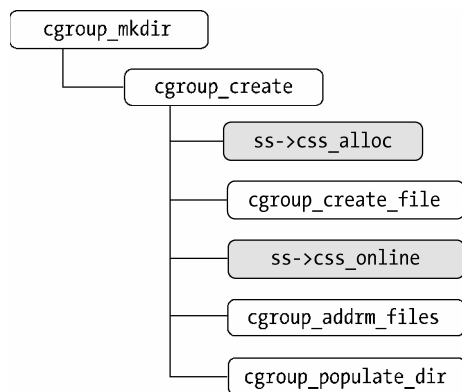 cgroup_mkdir
cgroup_create
ss->css_alloc
cgroup_create_file
ss->css_online
cgroup_addrm_files
cgroup_populate_dir